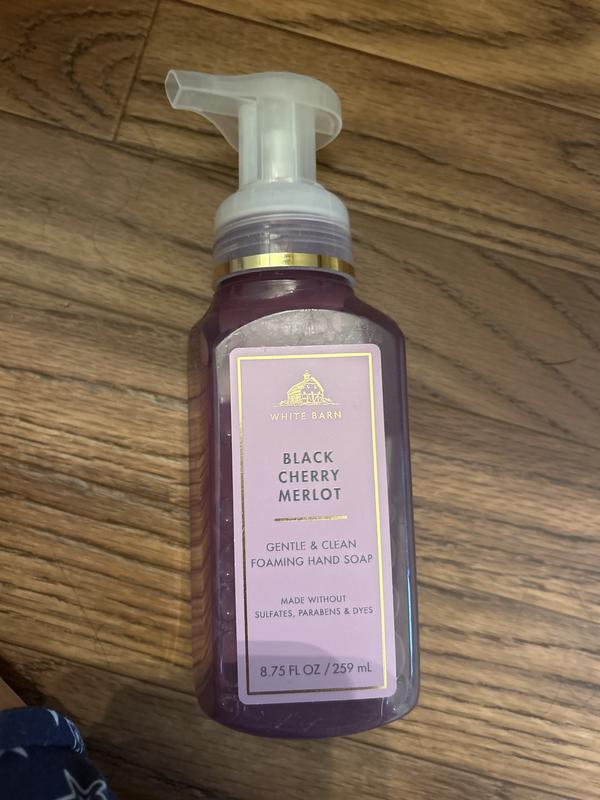 WHITE BARN
BLACK
CHERRY
MERLOT
GENTLE & CLEAN
FOAMING HAND SOAP
MADE WITHOUT
SULFATES, PARABENS & DYES
8.75 FL OZ / 259 mL